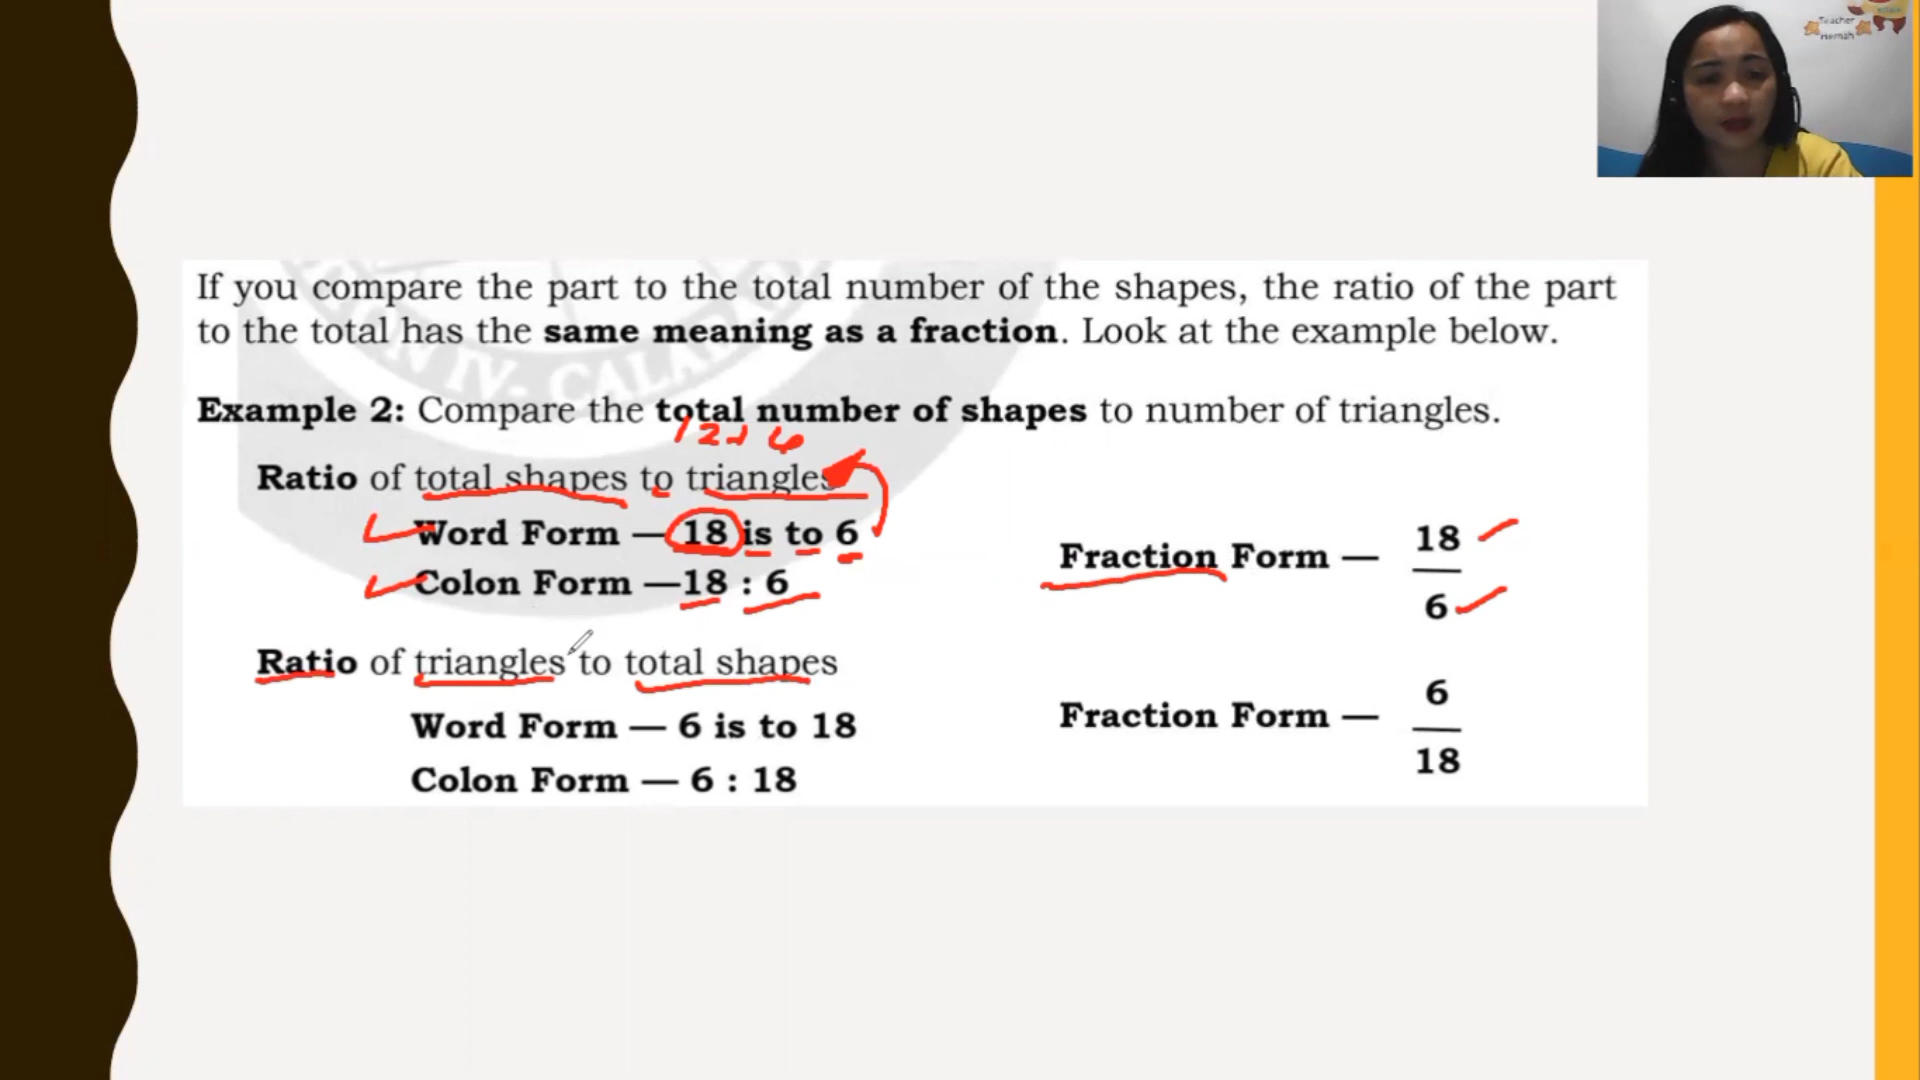 Teacher
If you compare the part to the total number of the shapes, the ratio of the part
to the total has the same meaning as a fraction. Look at the example below.
Example 2: Compare the total number of shapes to number of triangles.
12 + 6
Ratio of total shapes to triangles
Word Form — 18 is to 6
Colon Form —18 : 6
Fraction Form — 18
6
Ratio of triangles to total shapes
Word Form — 6 is to 18
Colon Form — 6 : 18
Fraction Form — 6
18